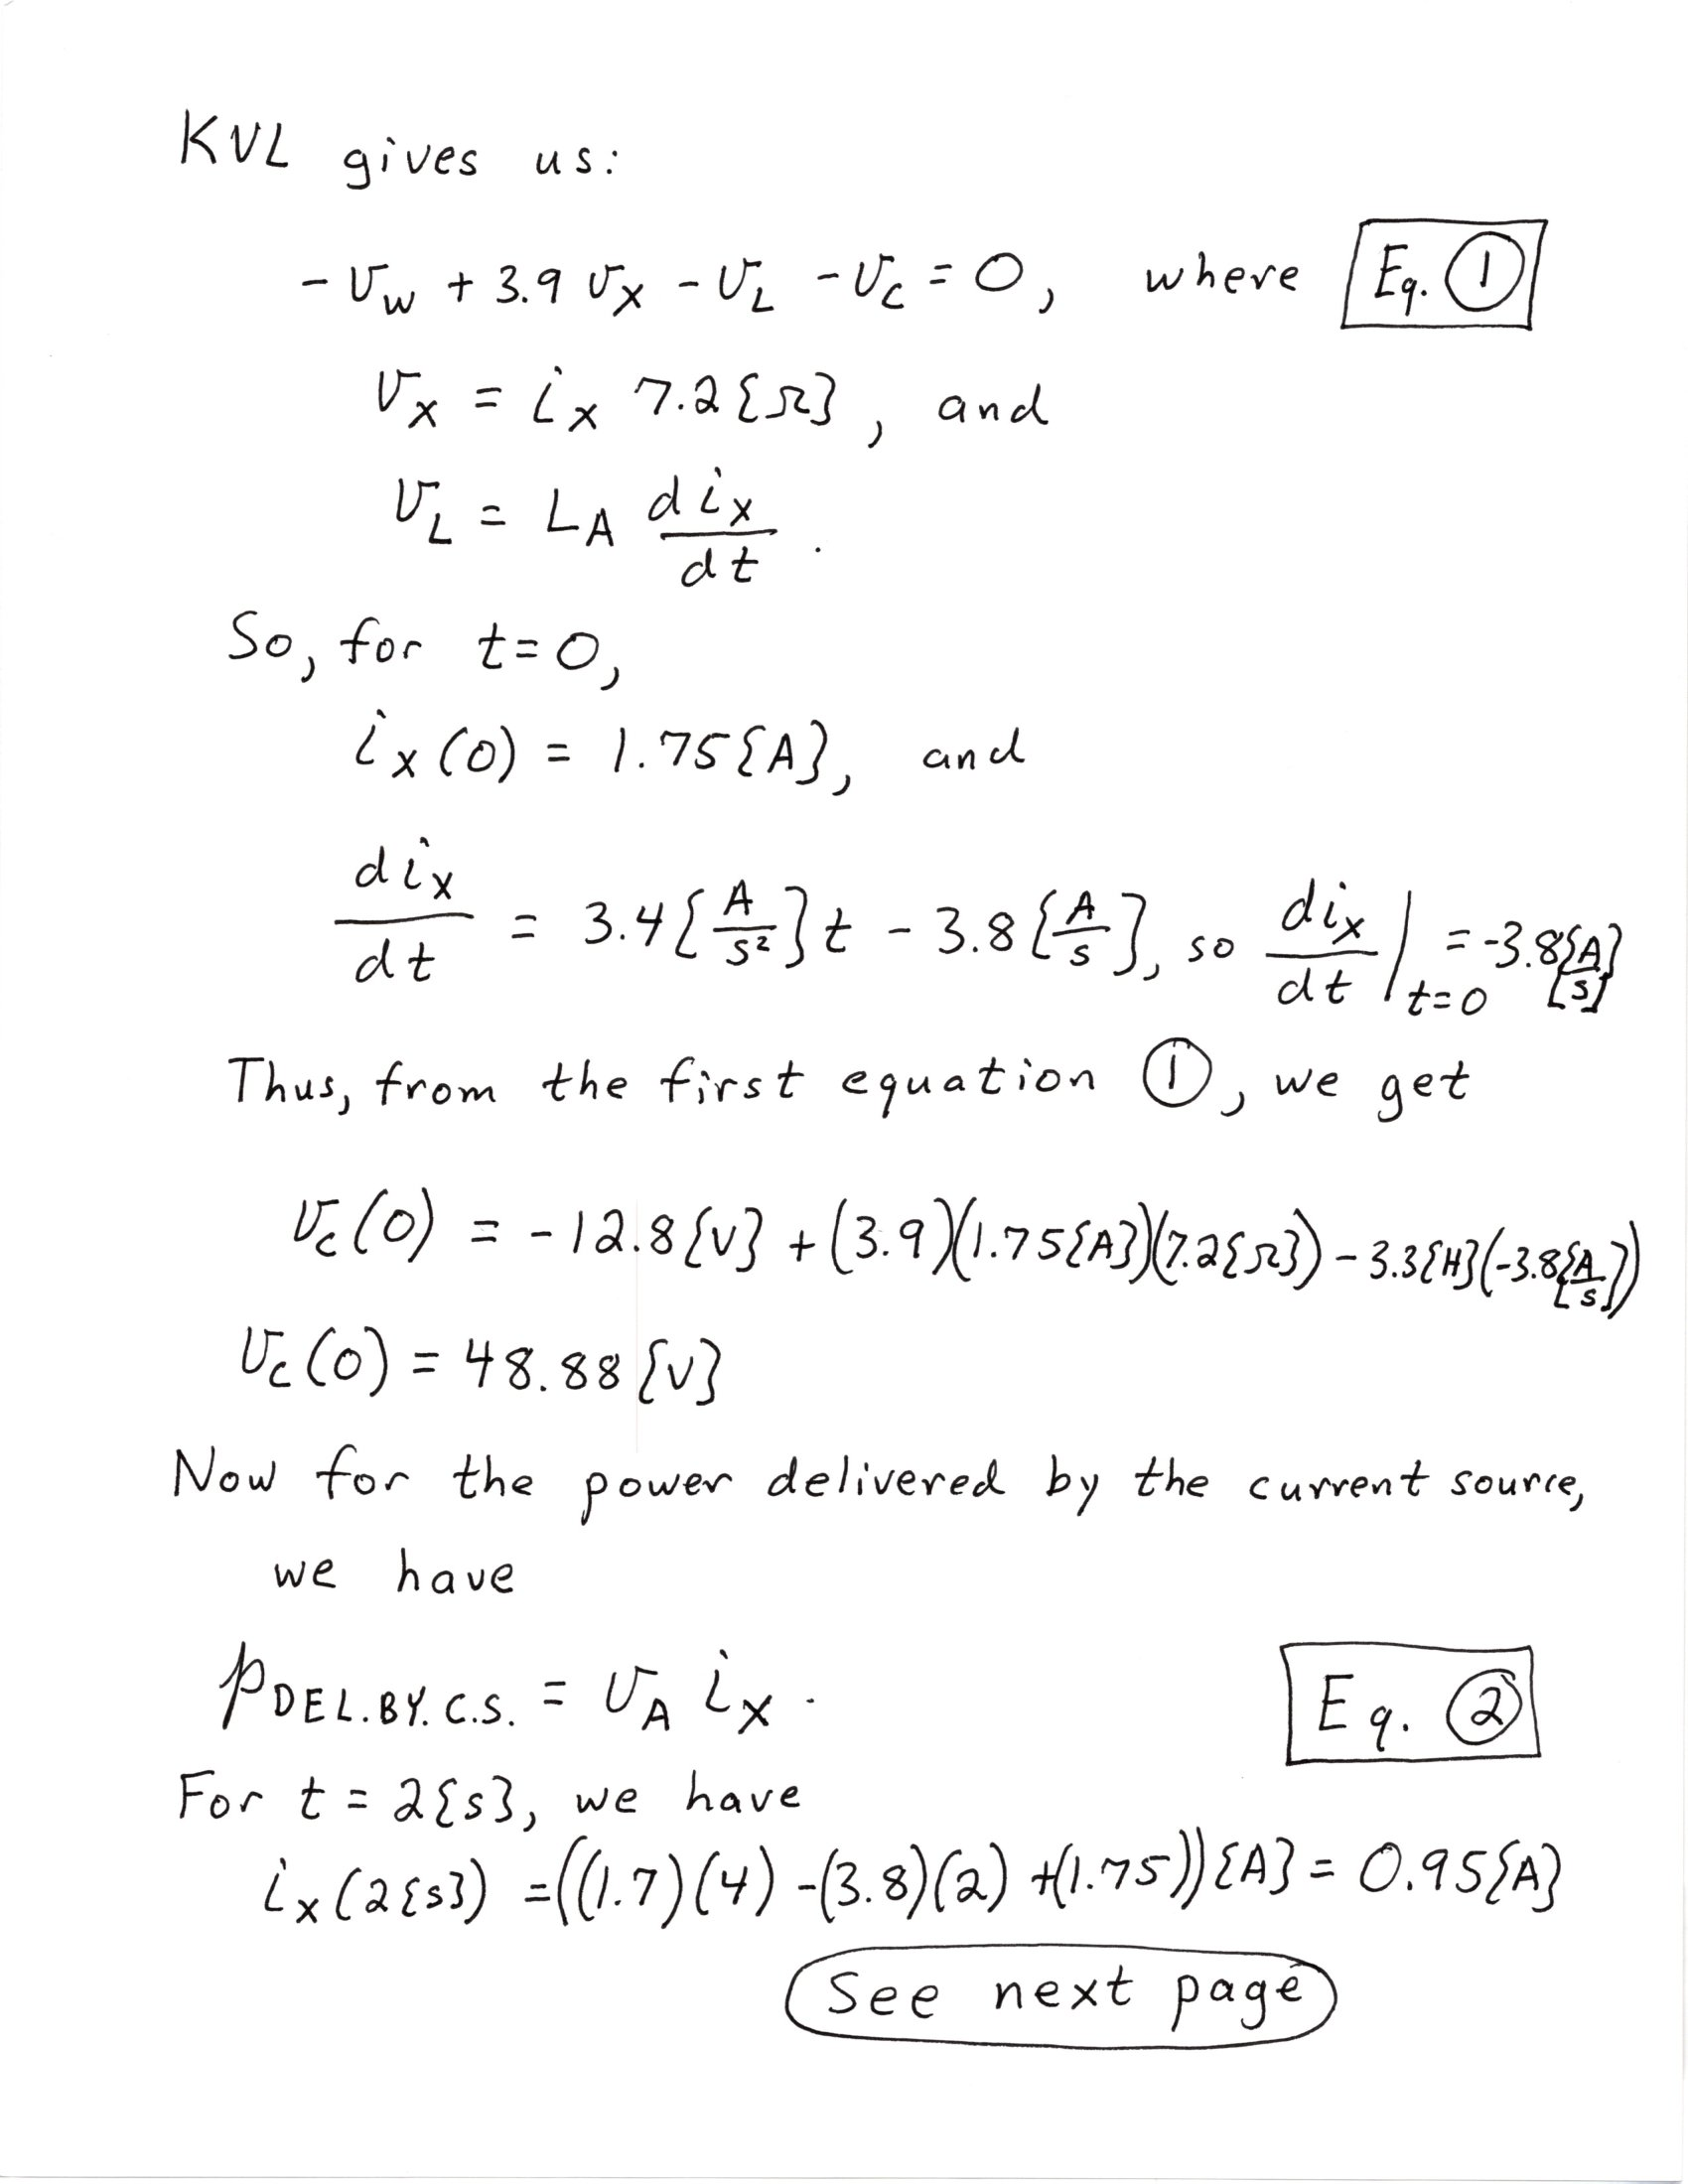 KVL gives us:
- v_w + 3.9 v_x - v_L - v_c = 0, where Eq. ①
v_x = i_x 7.2{Ω}, and
v_L = L_A di_x/dt .
So, for t=0,
i_x(0) = 1.75{A}, and
di_x/dt = 3.4{A/s²}t - 3.8{A/s}, so di_x/dt|t=0 = -3.8{A/s}
Thus, from the first equation ①, we get
v_c(0) = -12.8{V} + (3.9)(1.75{A})(7.2{Ω}) - 3.3{H}(-3.8{A/s})
v_c(0) = 48.88{V}
Now for the power delivered by the current source,
we have
p_DEL.BY.C.S. = v_A i_x . Eq. ②
For t = 2{s}, we have
i_x(2{s}) = ((1.7)(4) - (3.8)(2) + (1.75)){A} = 0.95{A}
See next page